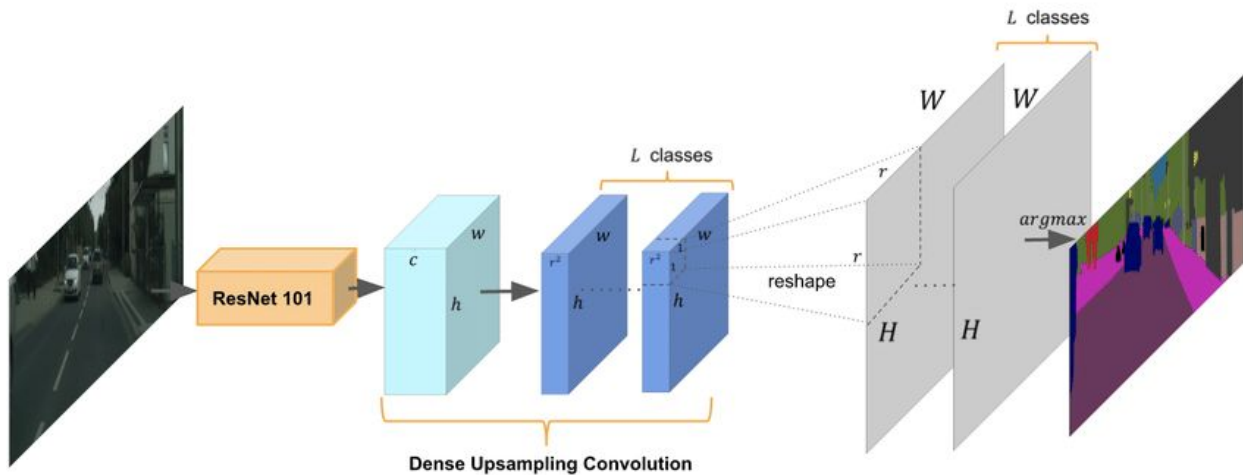 L classes
W
W
L classes
r
w
w
1
w
argmax
c
r²
r²
1
r
ResNet 101
reshape
h
h
h
H
H
Dense Upsampling Convolution